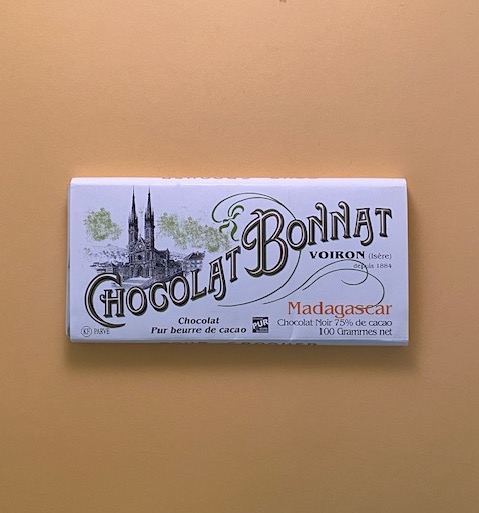 CHOCOLAT BONNAT
VOIRON (Isère)
depuis 1884
Madagascar
Chocolat Noir 75% de cacao
100 Grammes net
Chocolat
Pur beurre de cacao
PUR
PARVE